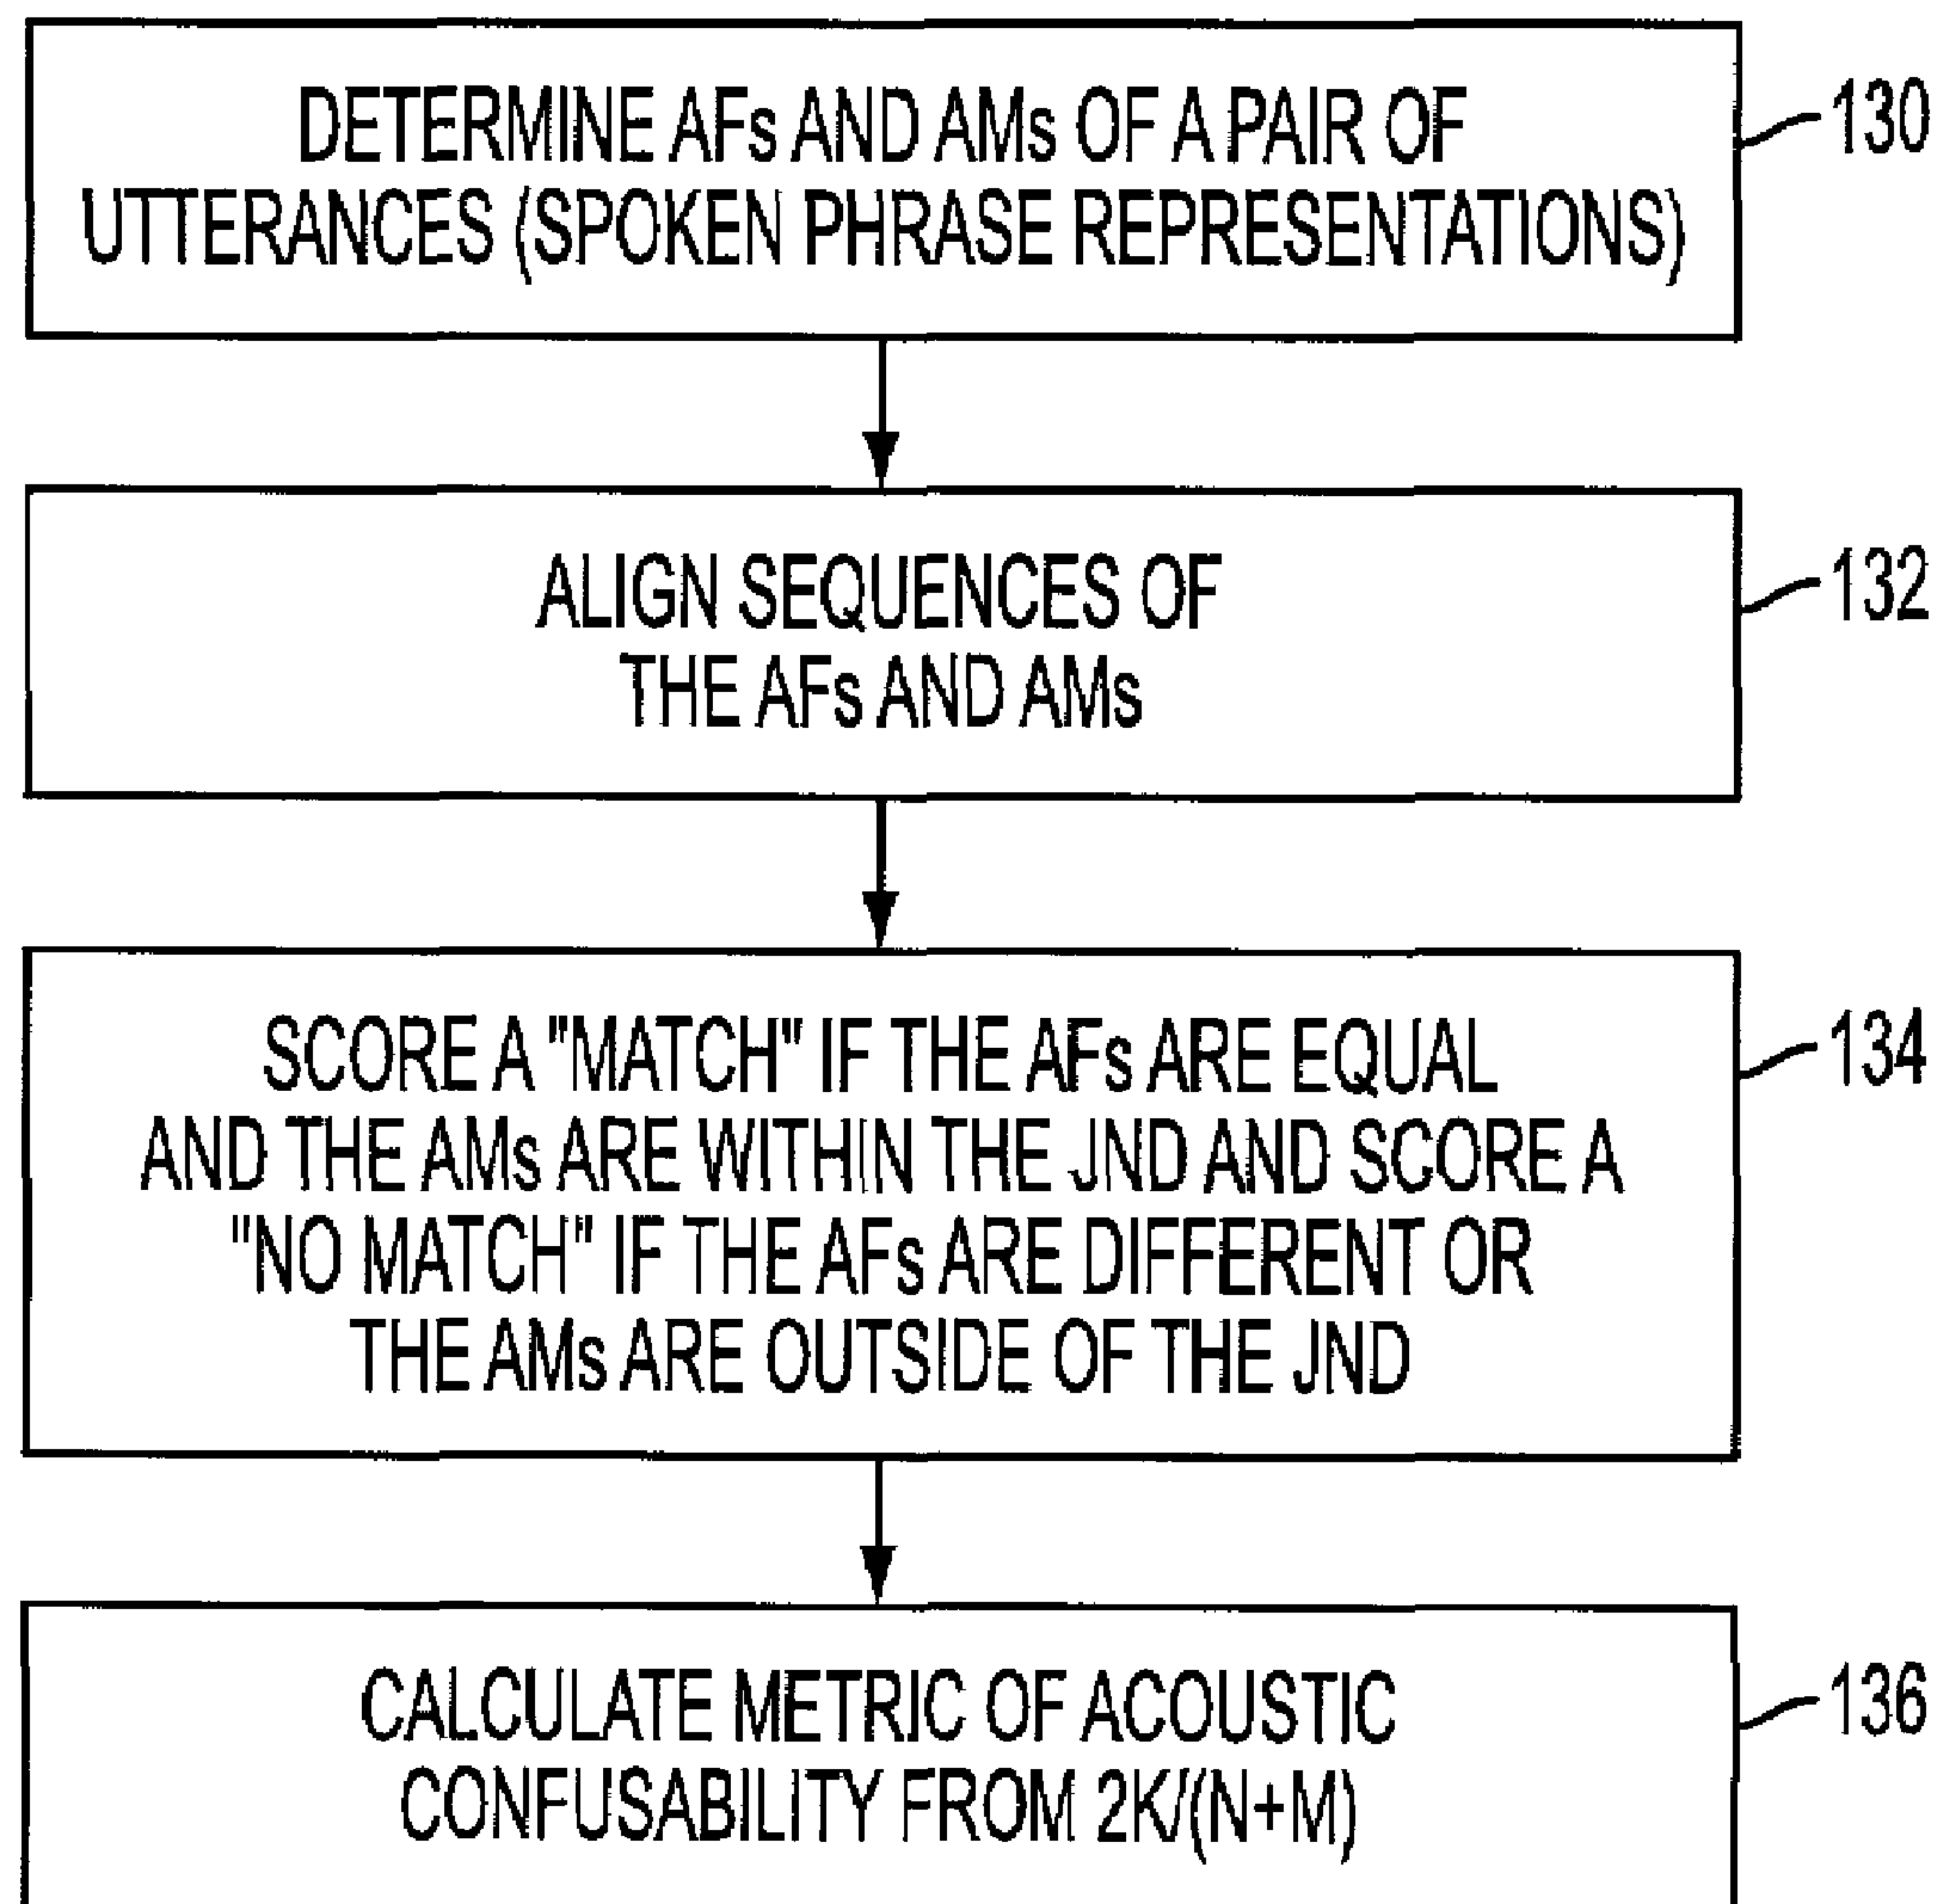 DETERMINE AFs AND AMs OF A PAIR OF
UTTERANCES (SPOKEN PHRASE REPRESENTATIONS)
130
ALIGN SEQUENCES OF
THE AFs AND AMs
132
SCORE A "MATCH" IF THE AFs ARE EQUAL
AND THE AMs ARE WITHIN THE JND AND SCORE A
"NO MATCH" IF THE AFs ARE DIFFERENT OR
THE AMs ARE OUTSIDE OF THE JND
134
CALCULATE METRIC OF ACOUSTIC
CONFUSABILITY FROM 2K/(N+M)
136